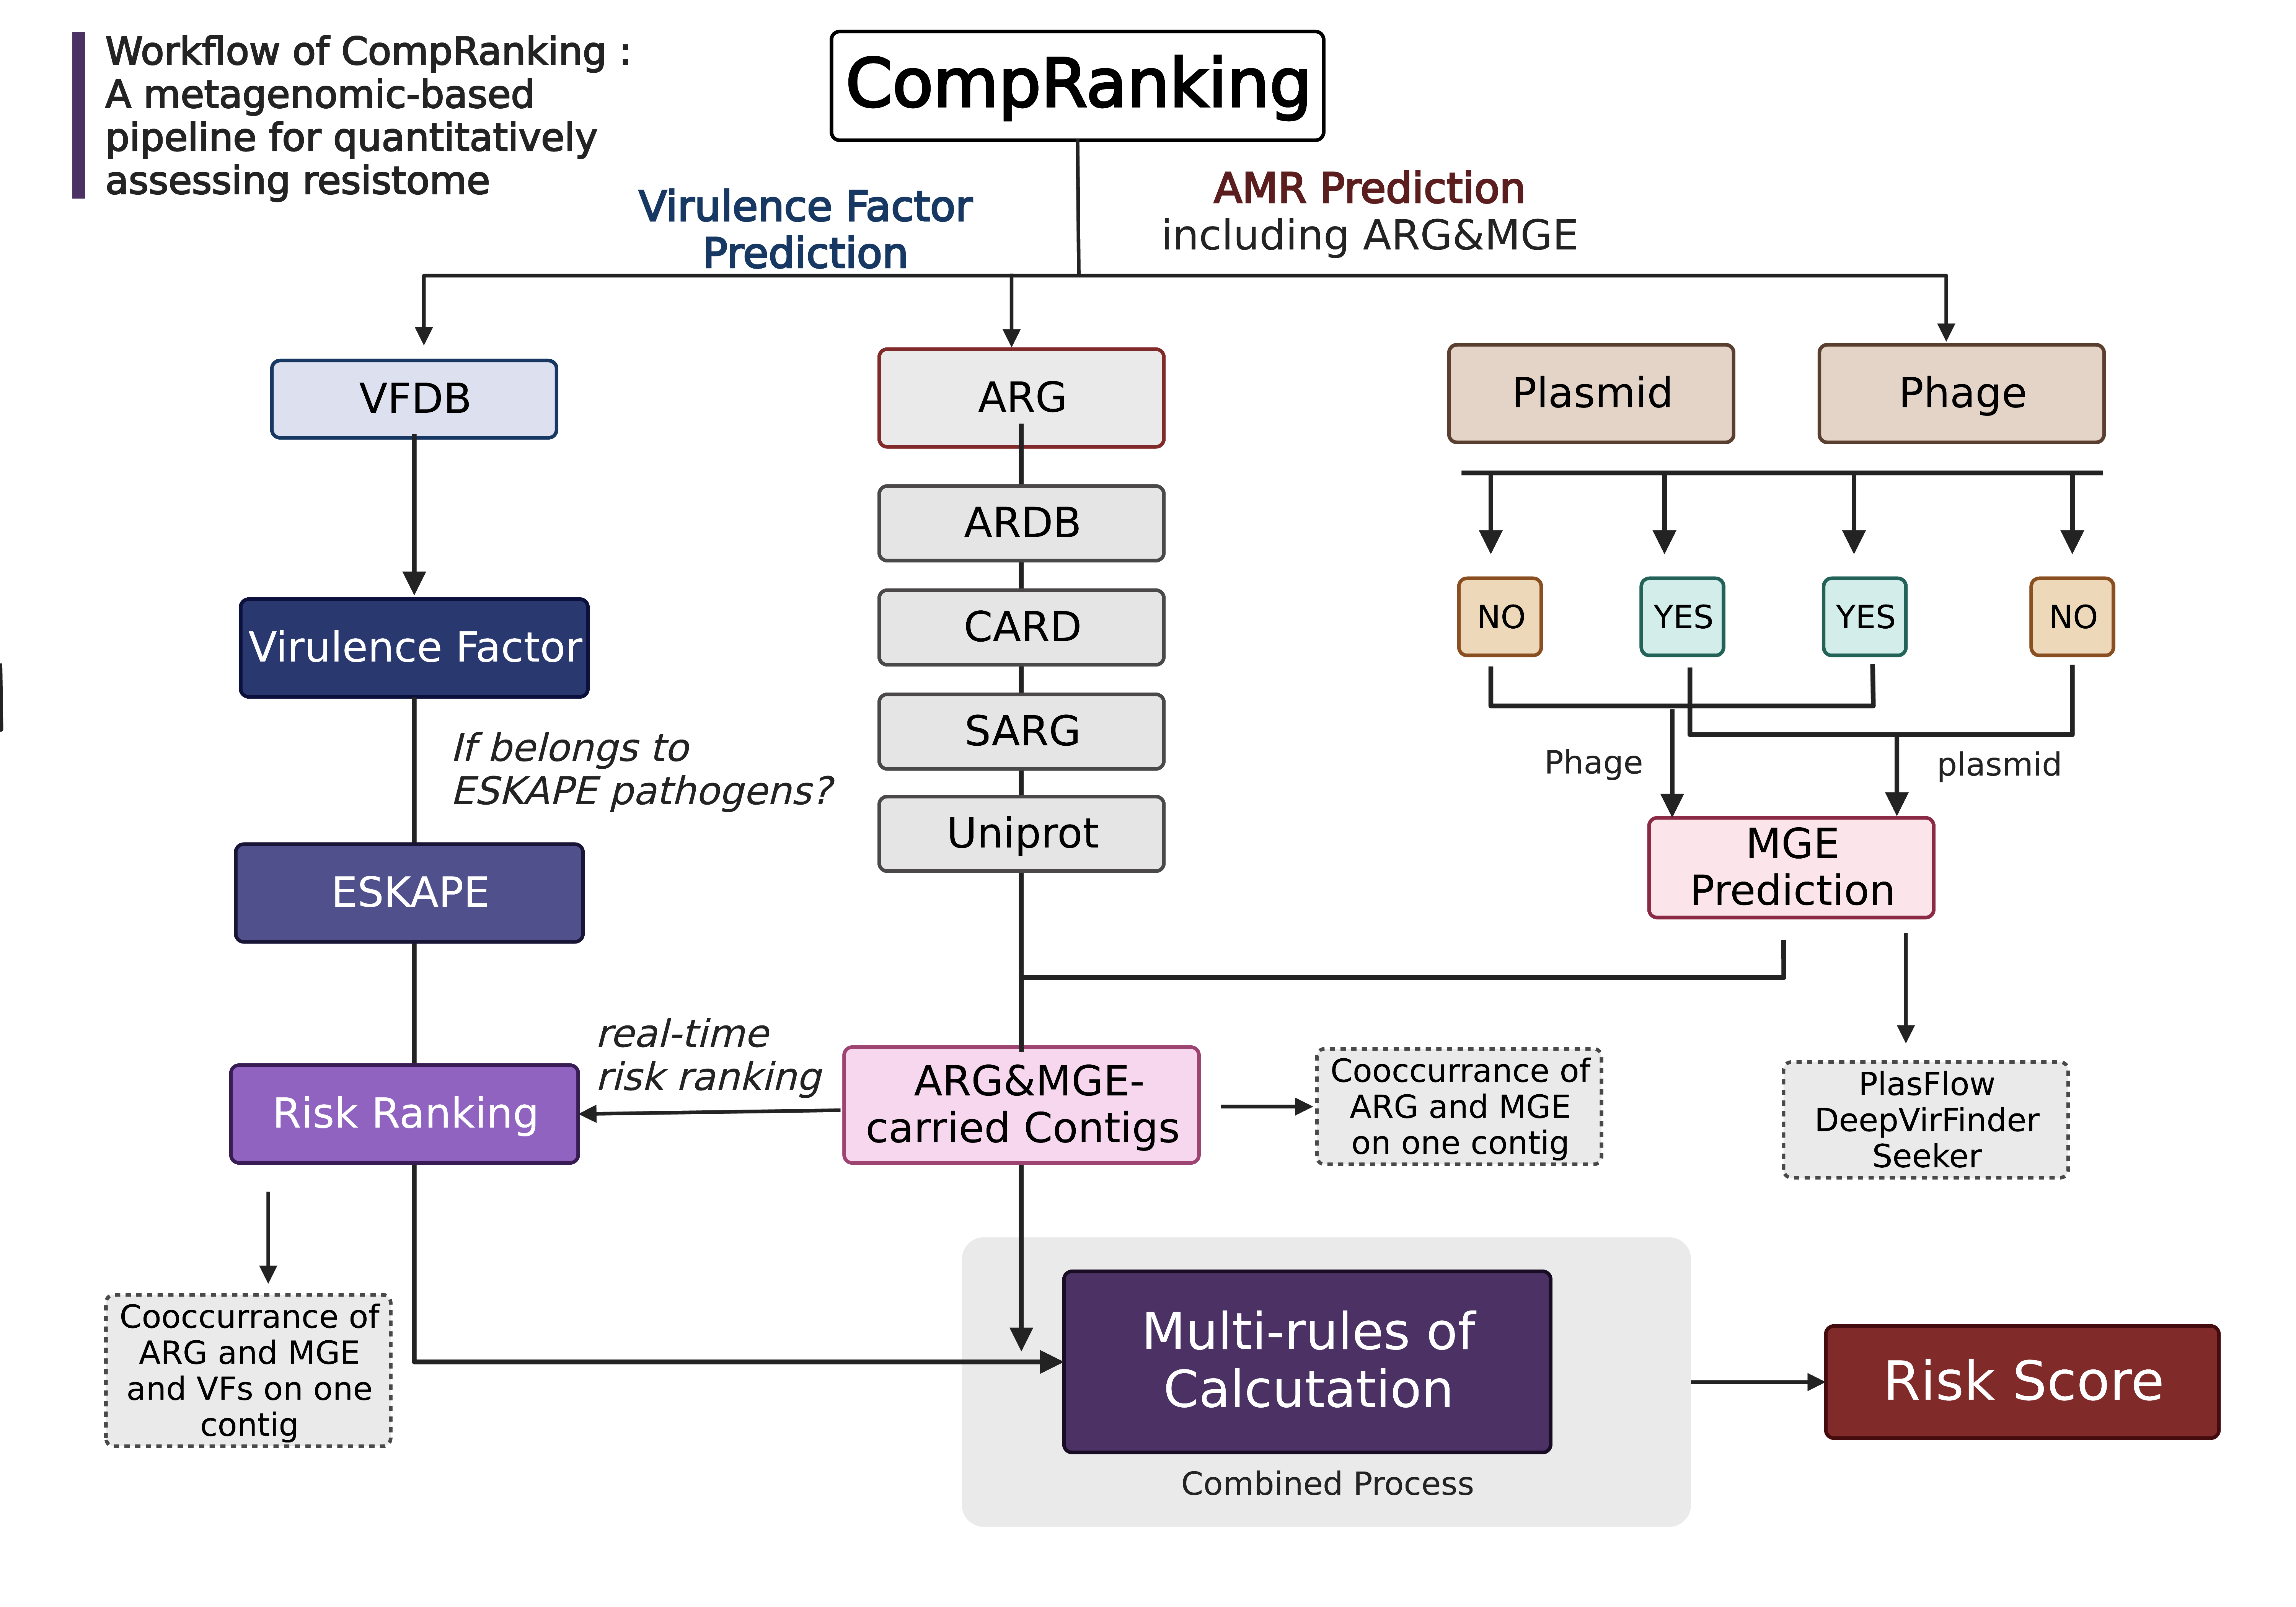 Workflow of CompRanking :
A metagenomic-based
pipeline for quantitatively
assessing resistome
CompRanking
Virulence Factor
Prediction
AMR Prediction
including ARG&MGE
VFDB
ARG
Plasmid
Phage
ARDB
CARD
SARG
Uniprot
NO
YES
YES
NO
Virulence Factor
If belongs to
ESKAPE pathogens?
Phage
plasmid
MGE
Prediction
ESKAPE
real-time
risk ranking
Risk Ranking
ARG&MGE-
carried Contigs
Cooccurrance of
ARG and MGE
on one contig
PlasFlow
DeepVirFinder
Seeker
Cooccurrance of
ARG and MGE
and VFs on one
contig
Multi-rules of
Calcutation
Combined Process
Risk Score